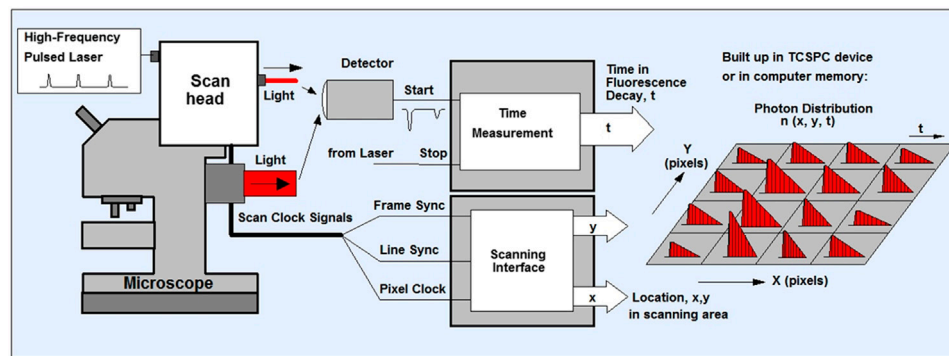 High-Frequency
Pulsed Laser
Scan
head
Light
Detector
Start
Time
Measurement
from Laser
Stop
Time in
Fluorescence
Decay, t
t
Built up in TCSPC device
or in computer memory:
Photon Distribution
n (x, y, t)
t
Y
(pixels)
X (pixels)
Light
Scan Clock Signals
Frame Sync
Line Sync
Pixel Clock
Scanning
Interface
y
x
Location, x,y
in scanning area
Microscope